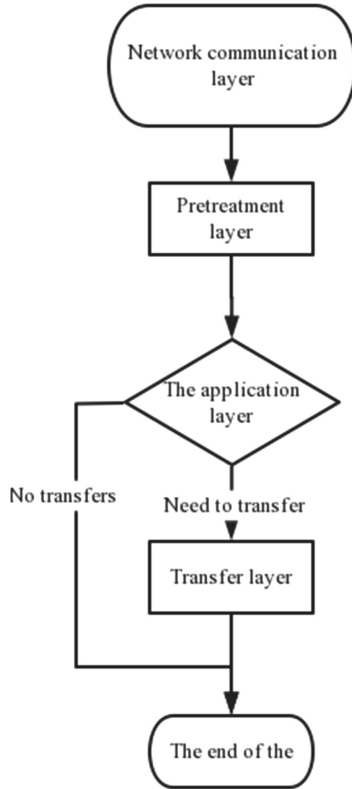 Network communication
layer
Pretreatment
layer
The application
layer
No transfers
Need to transfer
Transfer layer
The end of the